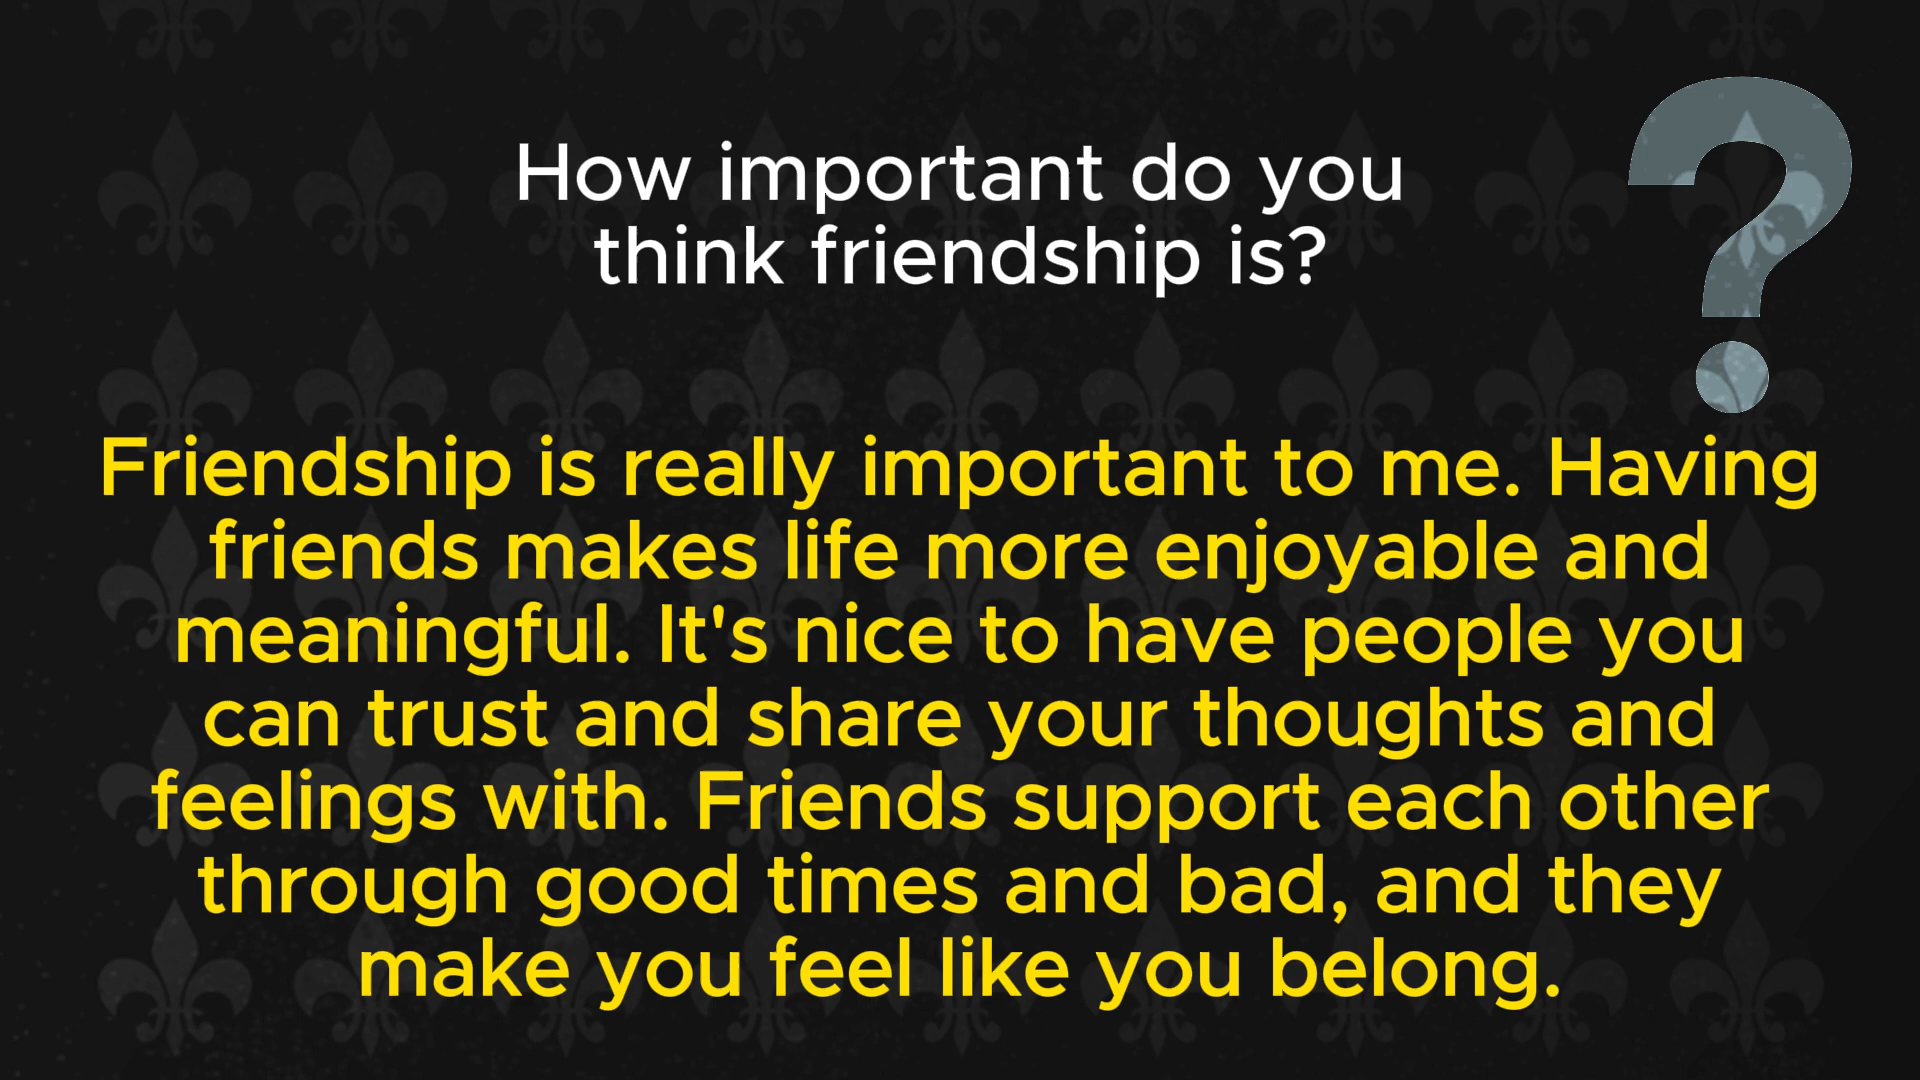 How important do you
think friendship is?
?
Friendship is really important to me. Having
friends makes life more enjoyable and
meaningful. It's nice to have people you
can trust and share your thoughts and
feelings with. Friends support each other
through good times and bad, and they
make you feel like you belong.